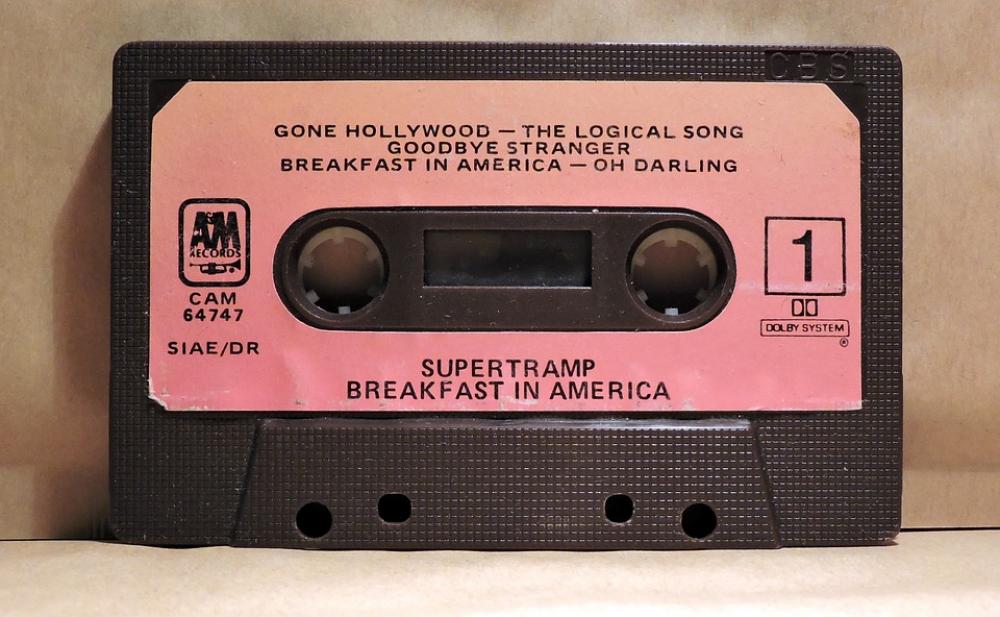 CBS
GONE HOLLYWOOD — THE LOGICAL SONG
GOODBYE STRANGER
BREAKFAST IN AMERICA — OH DARLING
A&M
RECORDS
CAM
64747
SIAE/DR
1
DOLBY SYSTEM
®
SUPERTRAMP
BREAKFAST IN AMERICA